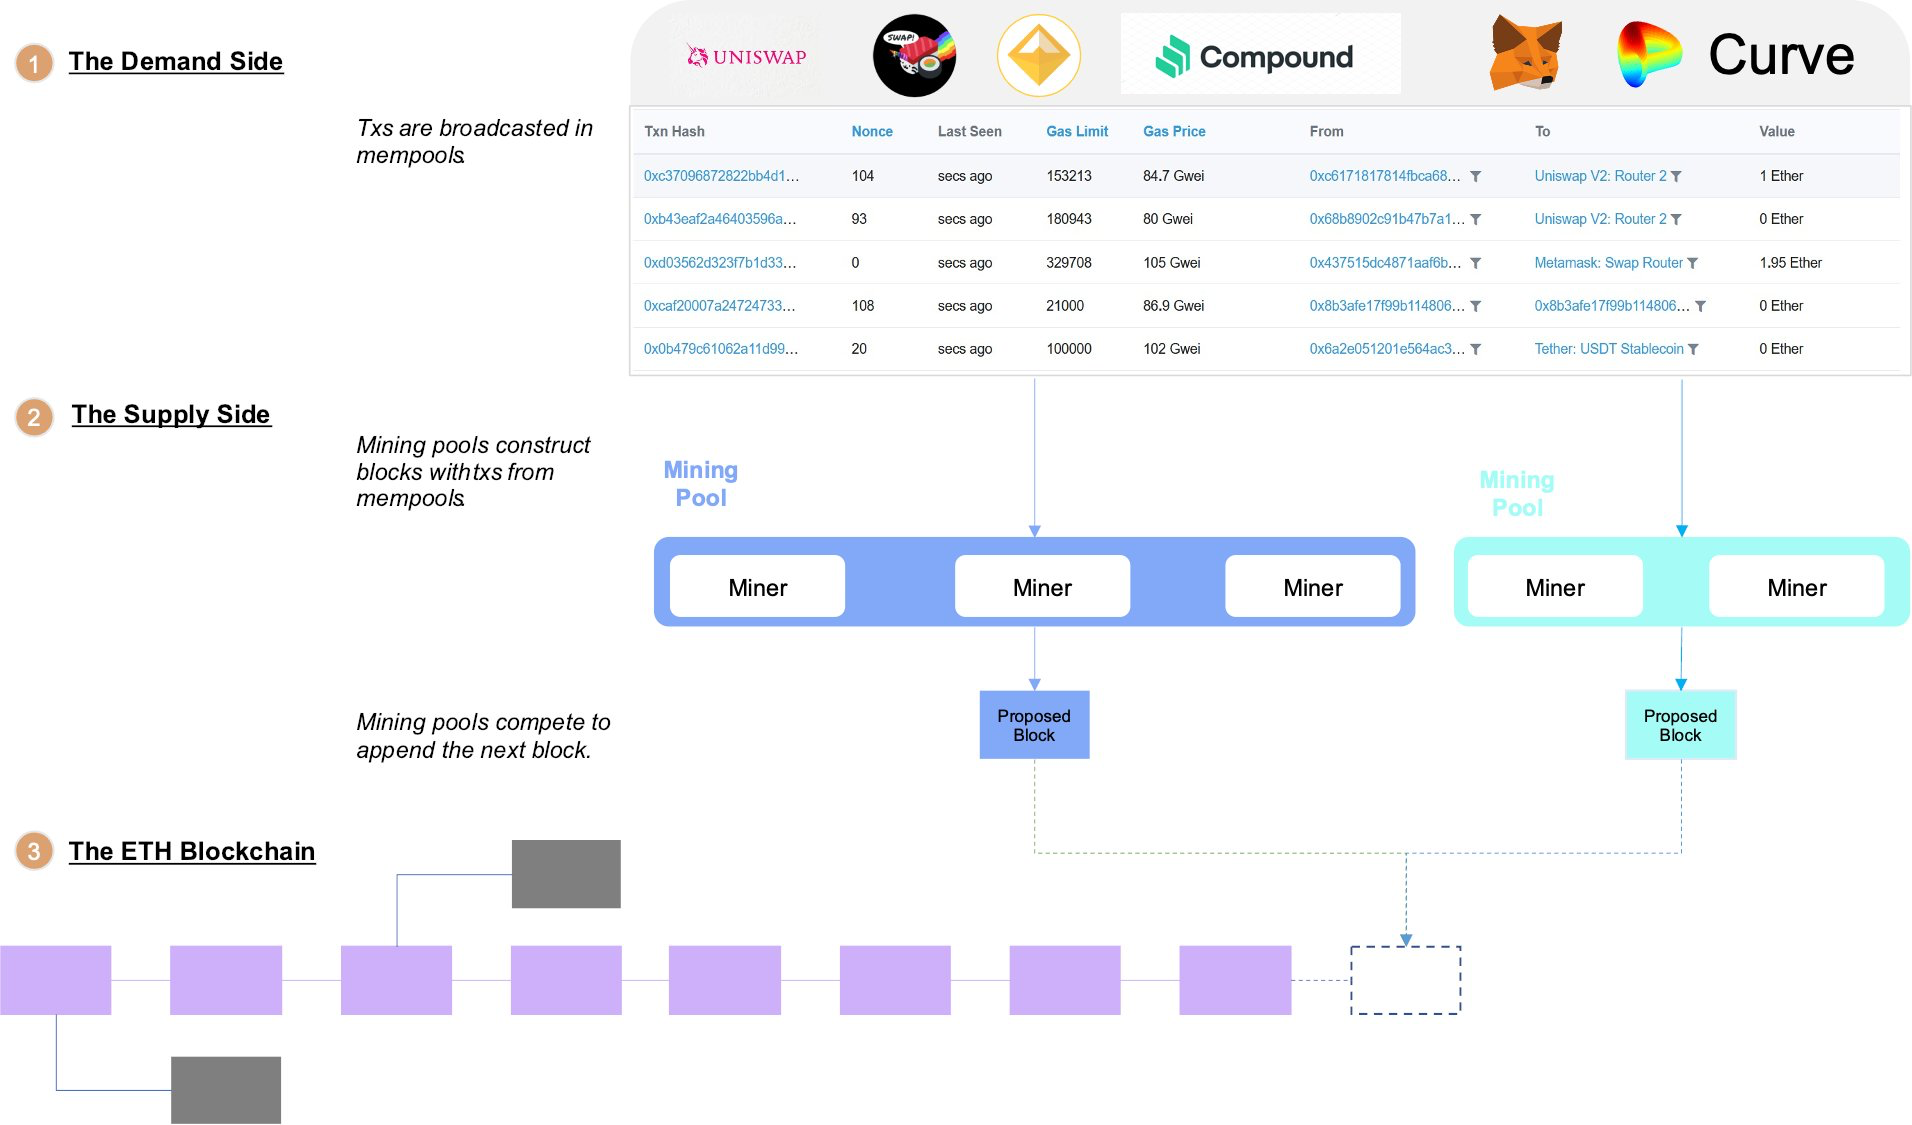 1 The Demand Side
UNISWAP
SWAP!
Compound
Curve
Txs are broadcasted in
mempools.
Txn Hash Nonce Last Seen Gas Limit Gas Price From To Value
0xc37096872822bb4d1... 104 secs ago 153213 84.7 Gwei 0xc6171817814fbca68... Uniswap V2: Router 2 1 Ether
0xb43eaf2a46403596a... 93 secs ago 180943 80 Gwei 0x68b8902c91b47b7a1... Uniswap V2: Router 2 0 Ether
0xd03562d323f7b1d33... 0 secs ago 329708 105 Gwei 0x437515dc4871aaf6b... Metamask: Swap Router 1.95 Ether
0xcaf20007a24724733... 108 secs ago 21000 86.9 Gwei 0x8b3afe17f99b114806... 0x8b3afe17f99b114806... 0 Ether
0x0b479c61062a11d99... 20 secs ago 100000 102 Gwei 0x6a2e051201e564ac3... Tether: USDT Stablecoin 0 Ether
2 The Supply Side
Mining pools construct
blocks with txs from
mempools.
Mining
Pool
Mining
Pool
Miner Miner Miner Miner Miner
Mining pools compete to
append the next block.
Proposed
Block
Proposed
Block
3 The ETH Blockchain